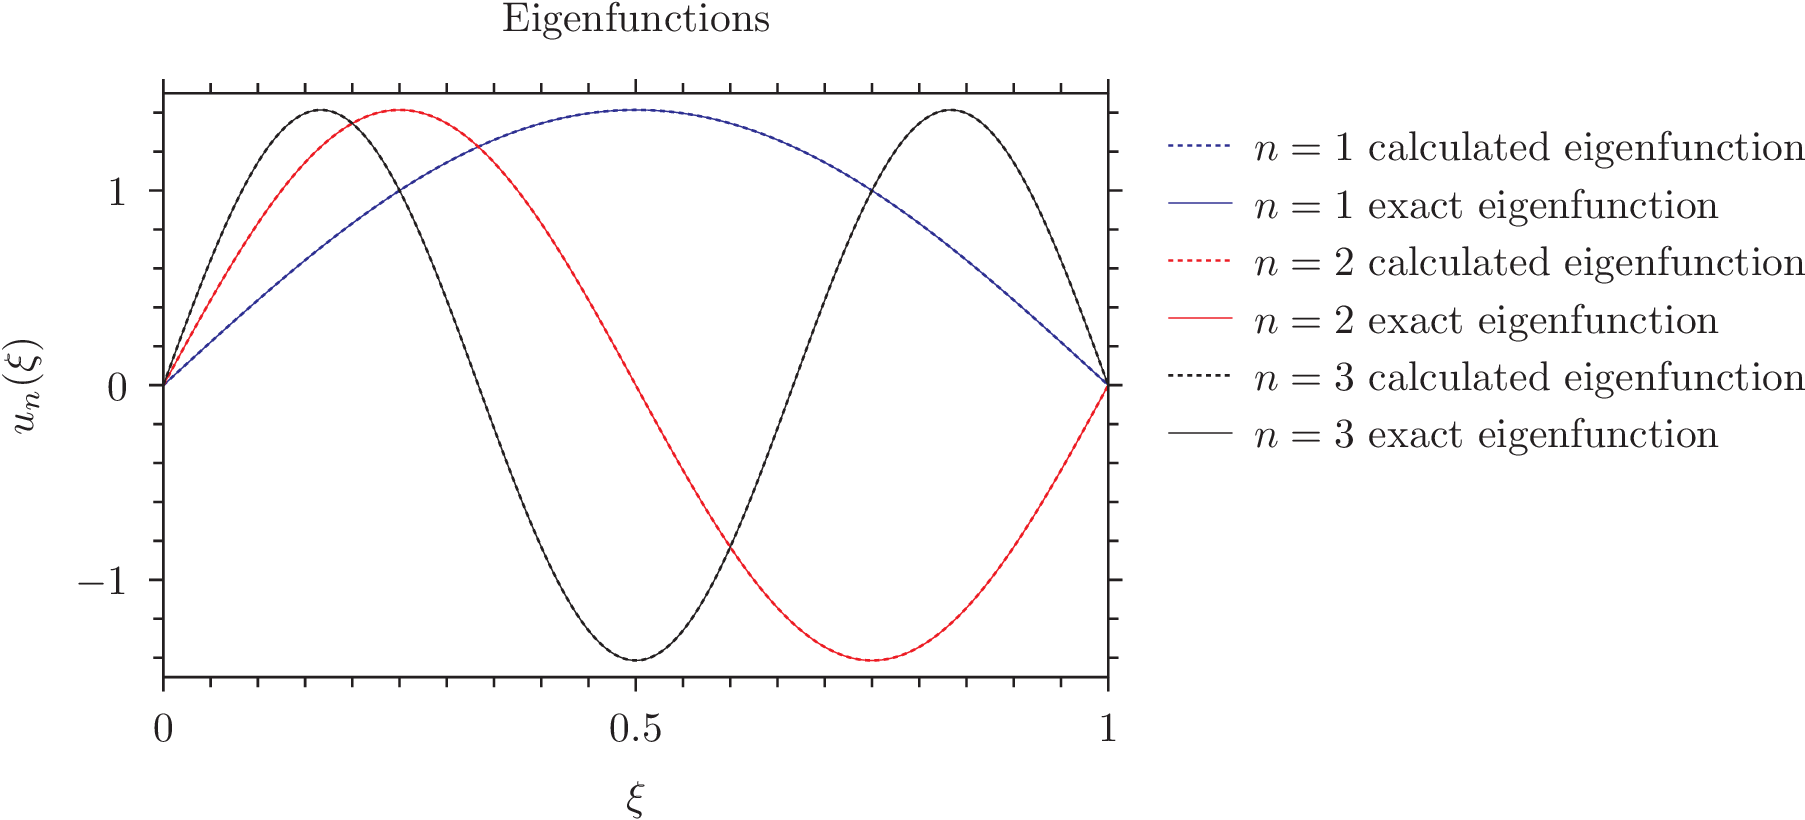 Eigenfunctions
1
0
−1
uₙ(ξ)
0
0.5
1
ξ
n = 1 calculated eigenfunction
n = 1 exact eigenfunction
n = 2 calculated eigenfunction
n = 2 exact eigenfunction
n = 3 calculated eigenfunction
n = 3 exact eigenfunction